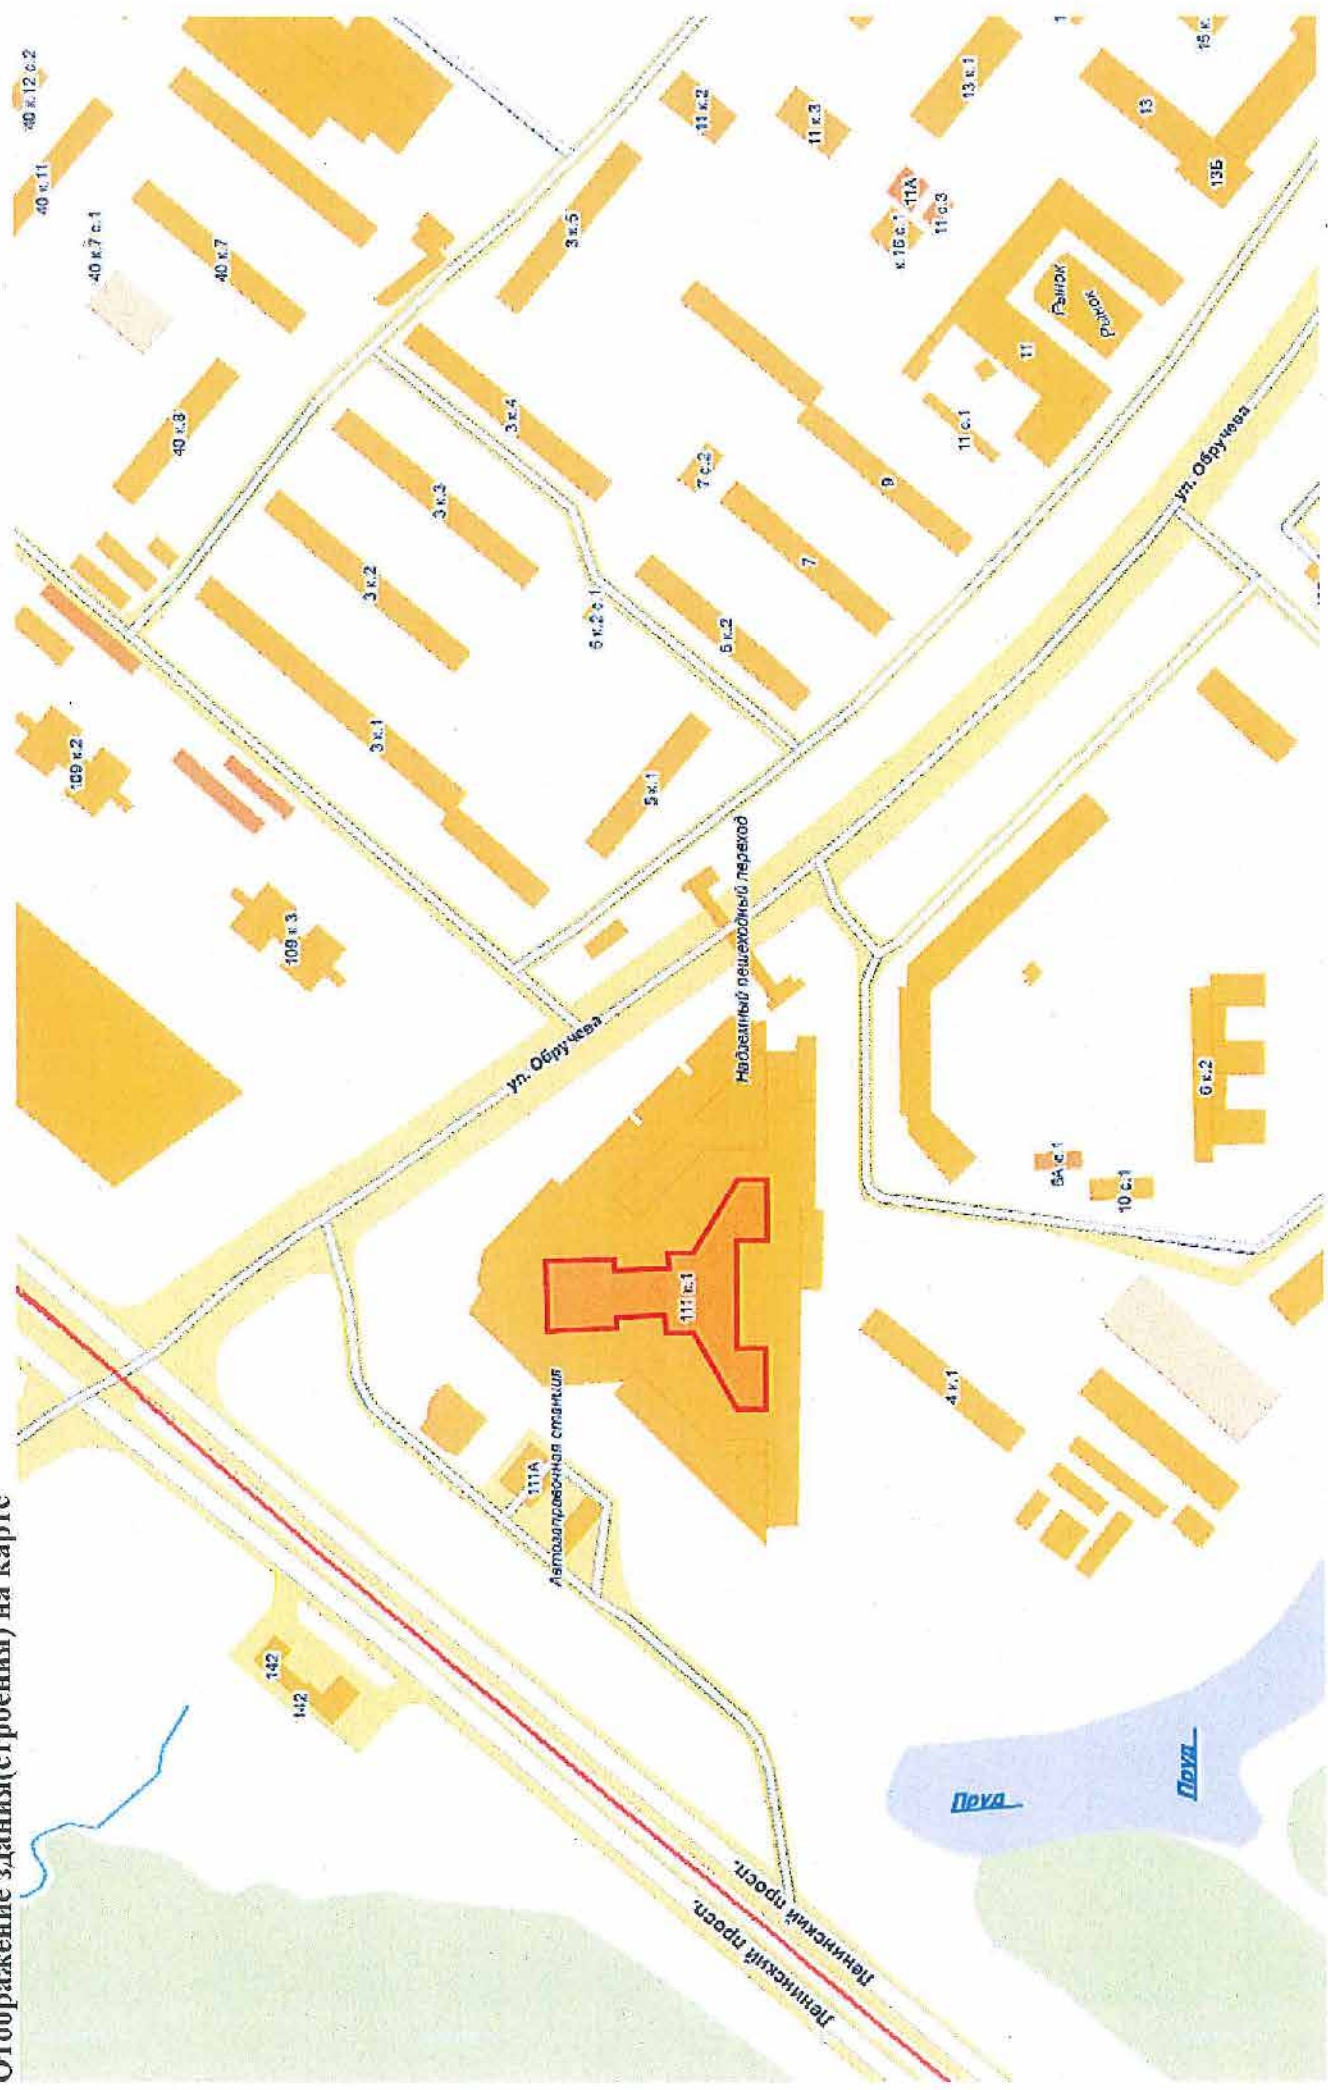 Отображение здания(строения) на карте
40 к.12 с.2
40 к.11
40 к.7 с.1
40 к.7
40 к.8
109 к.2
109 к.3
3 к.1
3 к.2
3 к.3
3 к.4
3 к.5
11 к.2
11 к.3
13 к.1
13
13Б
11А
11 с.3
к.16 с.1
Рынок
Рынок
11
11 с.1
9
7 с.2
7
5 к.2 с.1
5 к.2
5 к.1
ул. Обручева
ул. Обручева
Надземный пешеходный переход
6 к.2
6А с.1
10 с.1
4 к.1
111 к.1
111А
Автозаправочная станция
142
142
Ленинский просп.
Ленинский просп.
Пруд
Пруд